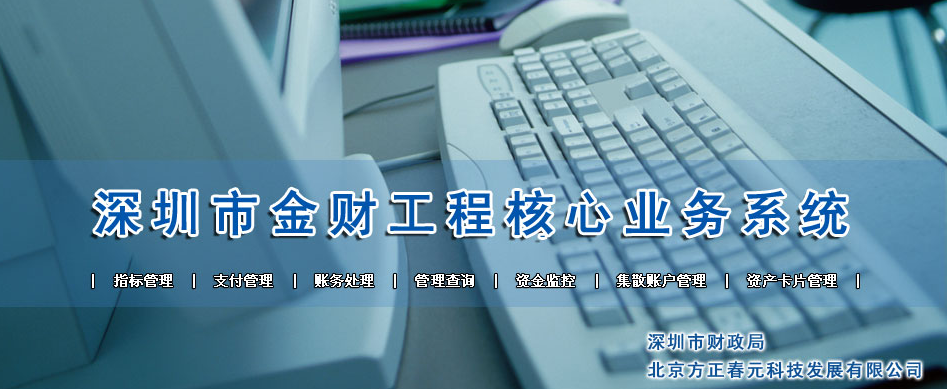 深圳市金财工程核心业务系统
| 指标管理 | 支付管理 | 账务处理 | 管理查询 | 资金监控 | 集散账户管理 | 资产卡片管理 |
深圳市财政局
北京方正春元科技发展有限公司